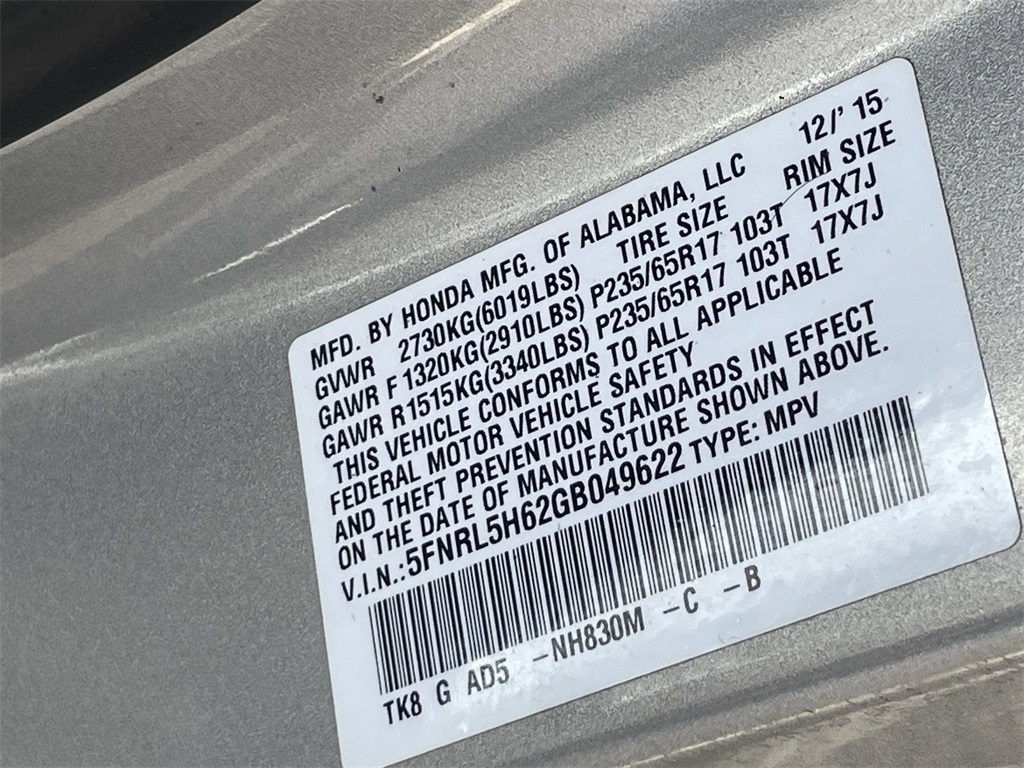 MFD. BY HONDA MFG. OF ALABAMA, LLC 12/' 15
GVWR 2730KG(6019LBS) TIRE SIZE RIM SIZE
GAWR F 1320KG(2910LBS) P235/65R17 103T 17X7J
GAWR R1515KG(3340LBS) P235/65R17 103T 17X7J
THIS VEHICLE CONFORMS TO ALL APPLICABLE
FEDERAL MOTOR VEHICLE SAFETY
AND THEFT PREVENTION STANDARDS IN EFFECT
ON THE DATE OF MANUFACTURE SHOWN ABOVE.
V.I.N.:5FNRL5H62GB049622 TYPE: MPV
TK8 G AD5 -NH830M -C -B